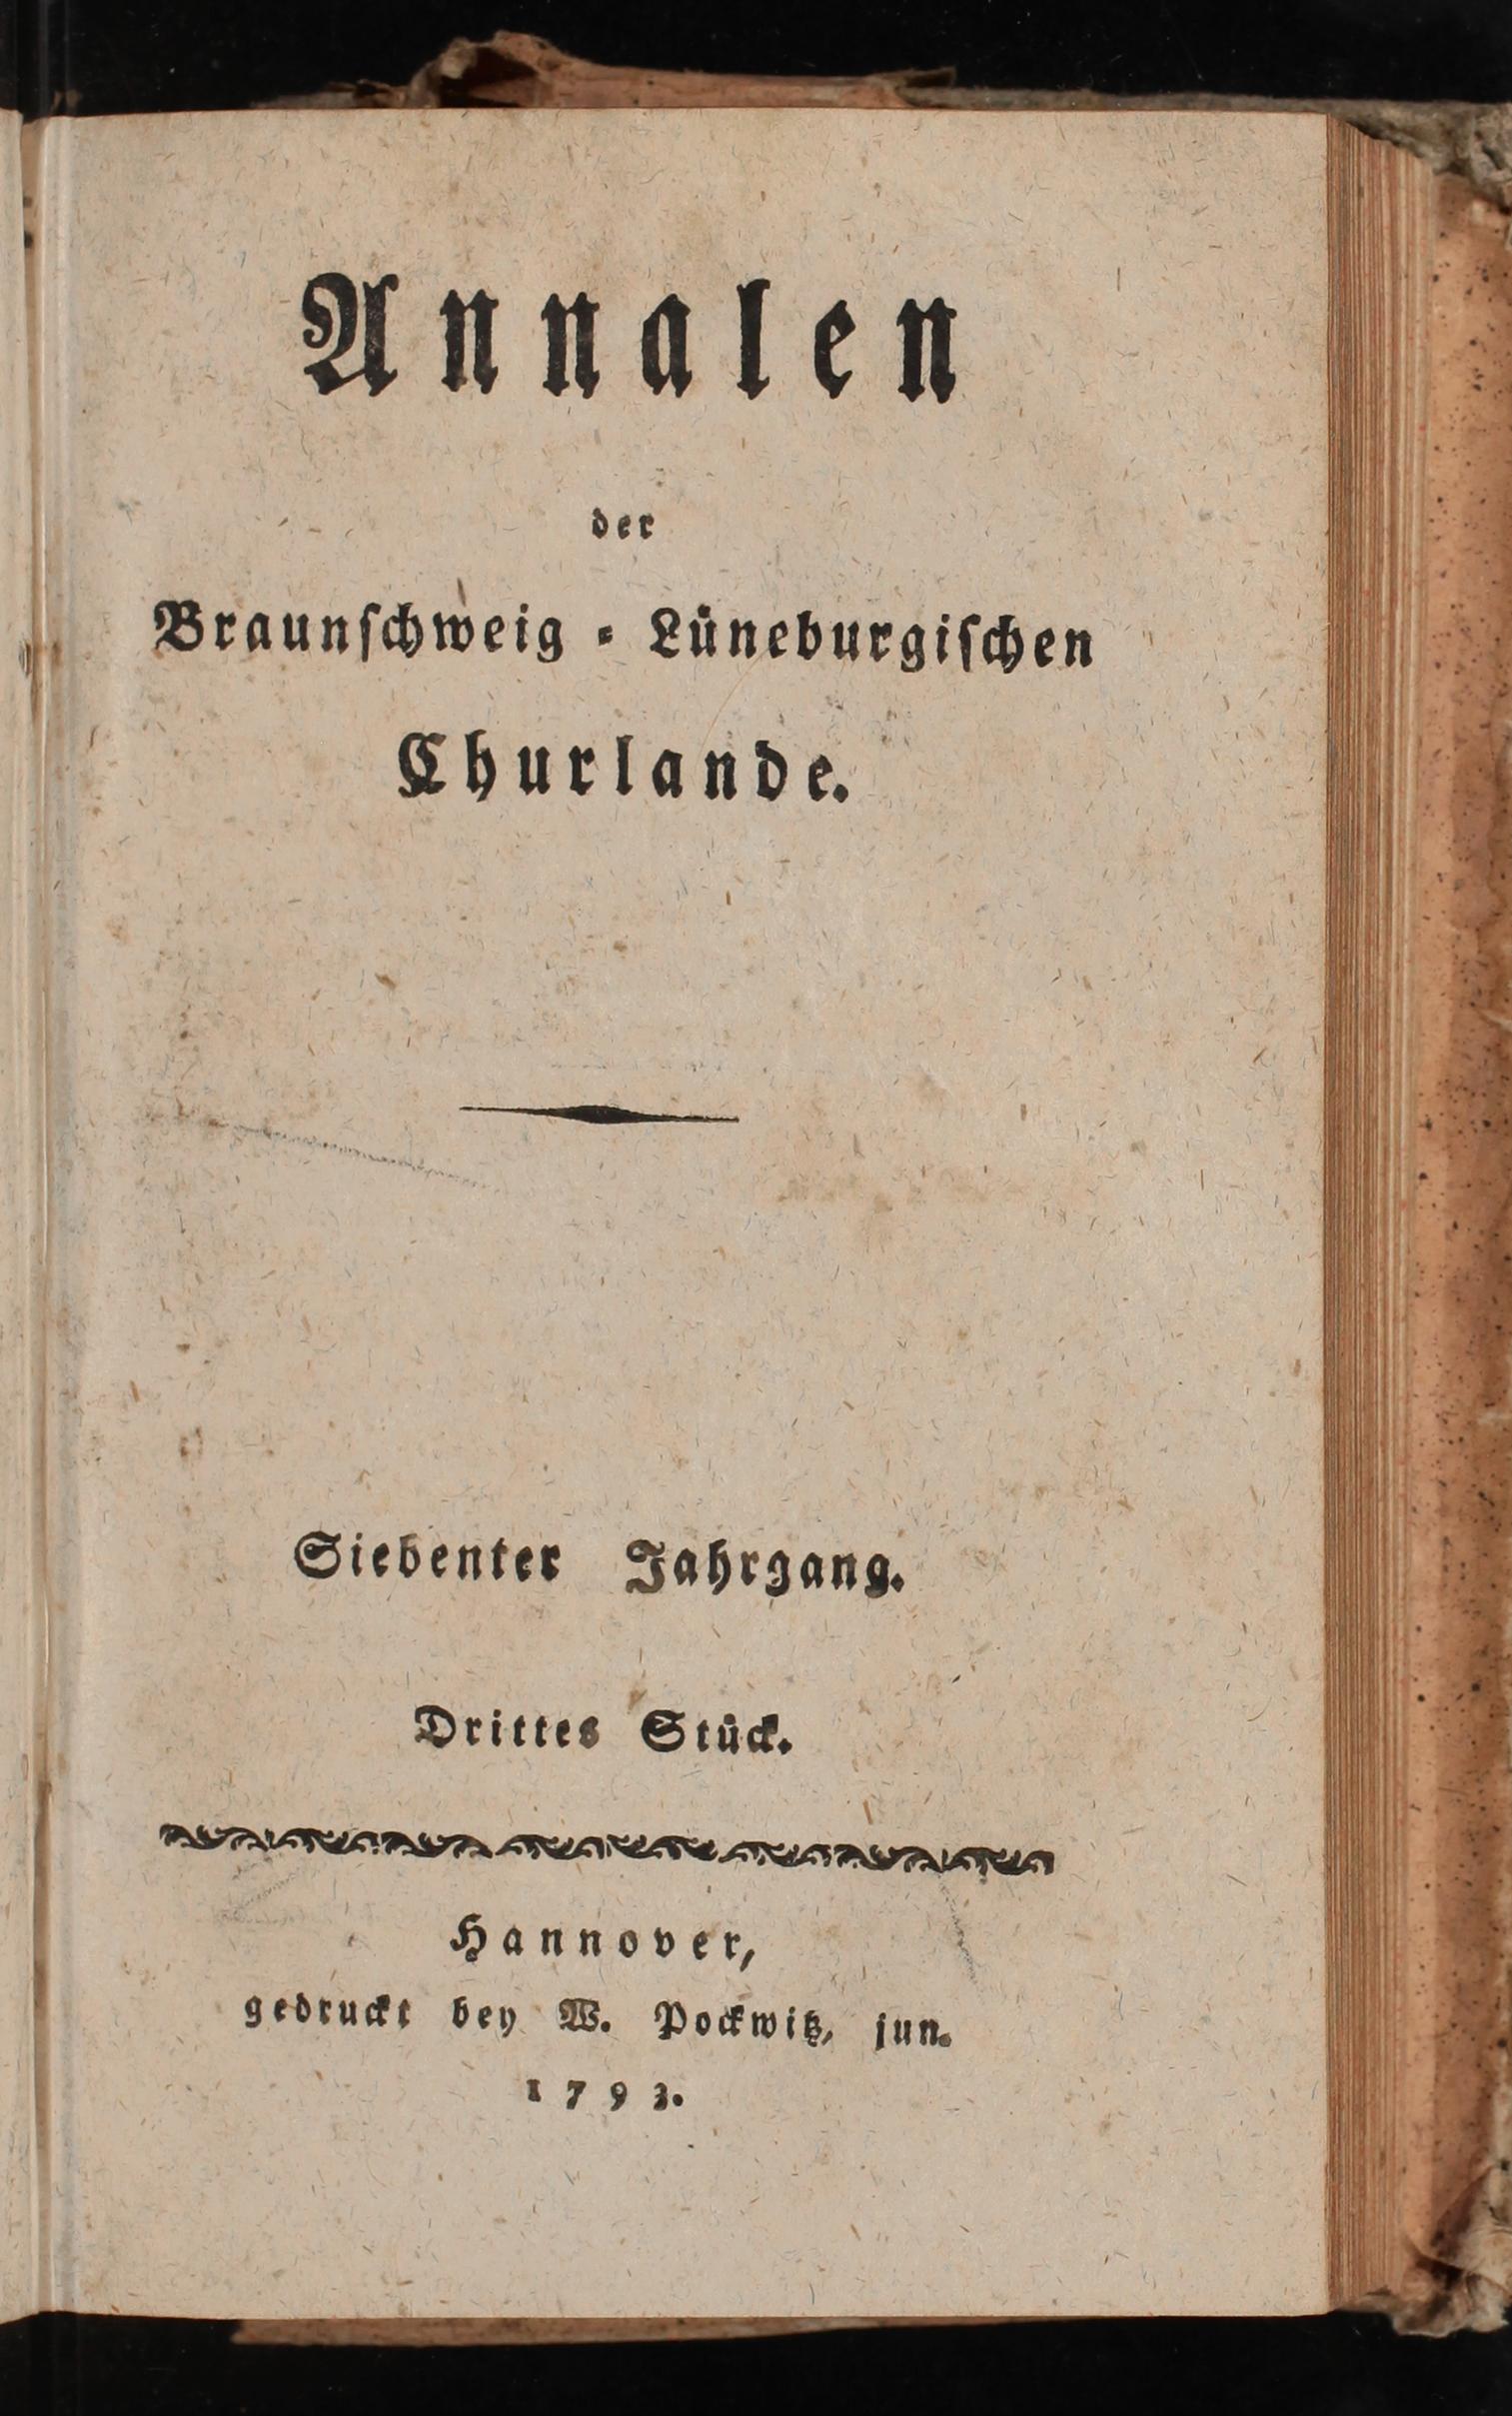 Annalen
der
Braunſchweig = Lüneburgiſchen
Churlande.
Siebenter Jahrgang.
Drittes Stück.
Hannover,
gedruckt bey W. Pockwitz, jun.
1793.